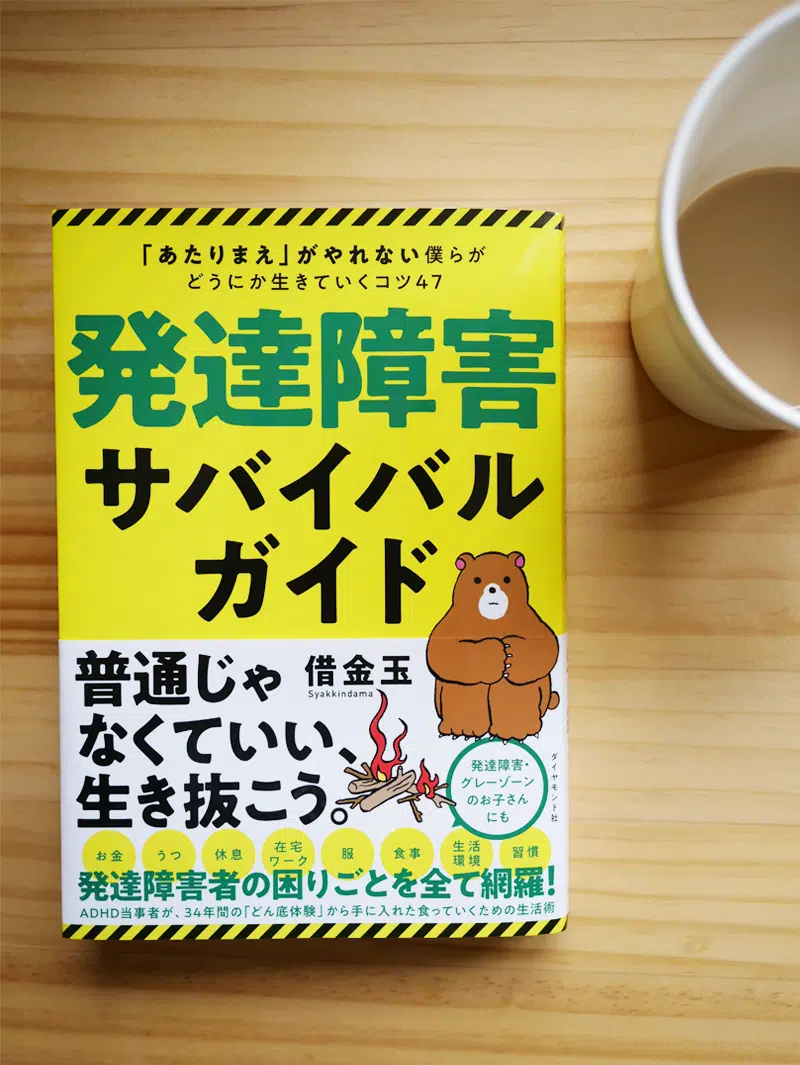 「あたりまえ」がやれない僕らが
どうにか生きていくコツ47
発達障害
サバイバル
ガイド
借金玉
Syakkindama
普通じゃ
なくていい、
生き抜こう。
発達障害・
グレーゾーン
のお子さん
にも
ダイヤモンド社
お金
うつ
休息
在宅
ワーク
服
食事
生活
環境
習慣
発達障害者の困りごとを全て網羅!
ADHD当事者が、34年間の「どん底体験」から手に入れた食っていくための生活術